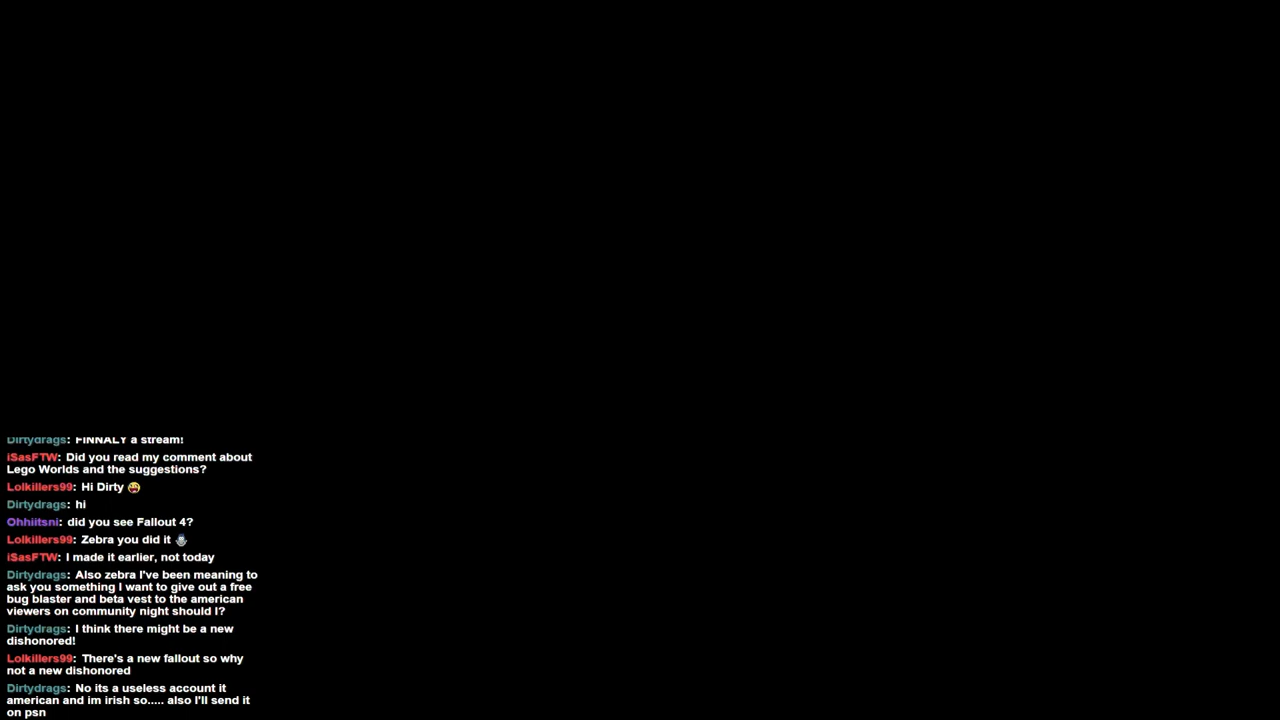 Dirtydrags: FINNALY a stream!
iSasFTW: Did you read my comment about
Lego Worlds and the suggestions?
Lolkillers99: Hi Dirty
Dirtydrags: hi
Ohhiitsni: did you see Fallout 4?
Lolkillers99: Zebra you did it
iSasFTW: I made it earlier, not today
Dirtydrags: Also zebra I've been meaning to
ask you something I want to give out a free
bug blaster and beta vest to the american
viewers on community night should I?
Dirtydrags: I think there might be a new
dishonored!
Lolkillers99: There's a new fallout so why
not a new dishonored
Dirtydrags: No its a useless account it
american and im irish so..... also I'll send it
on psn